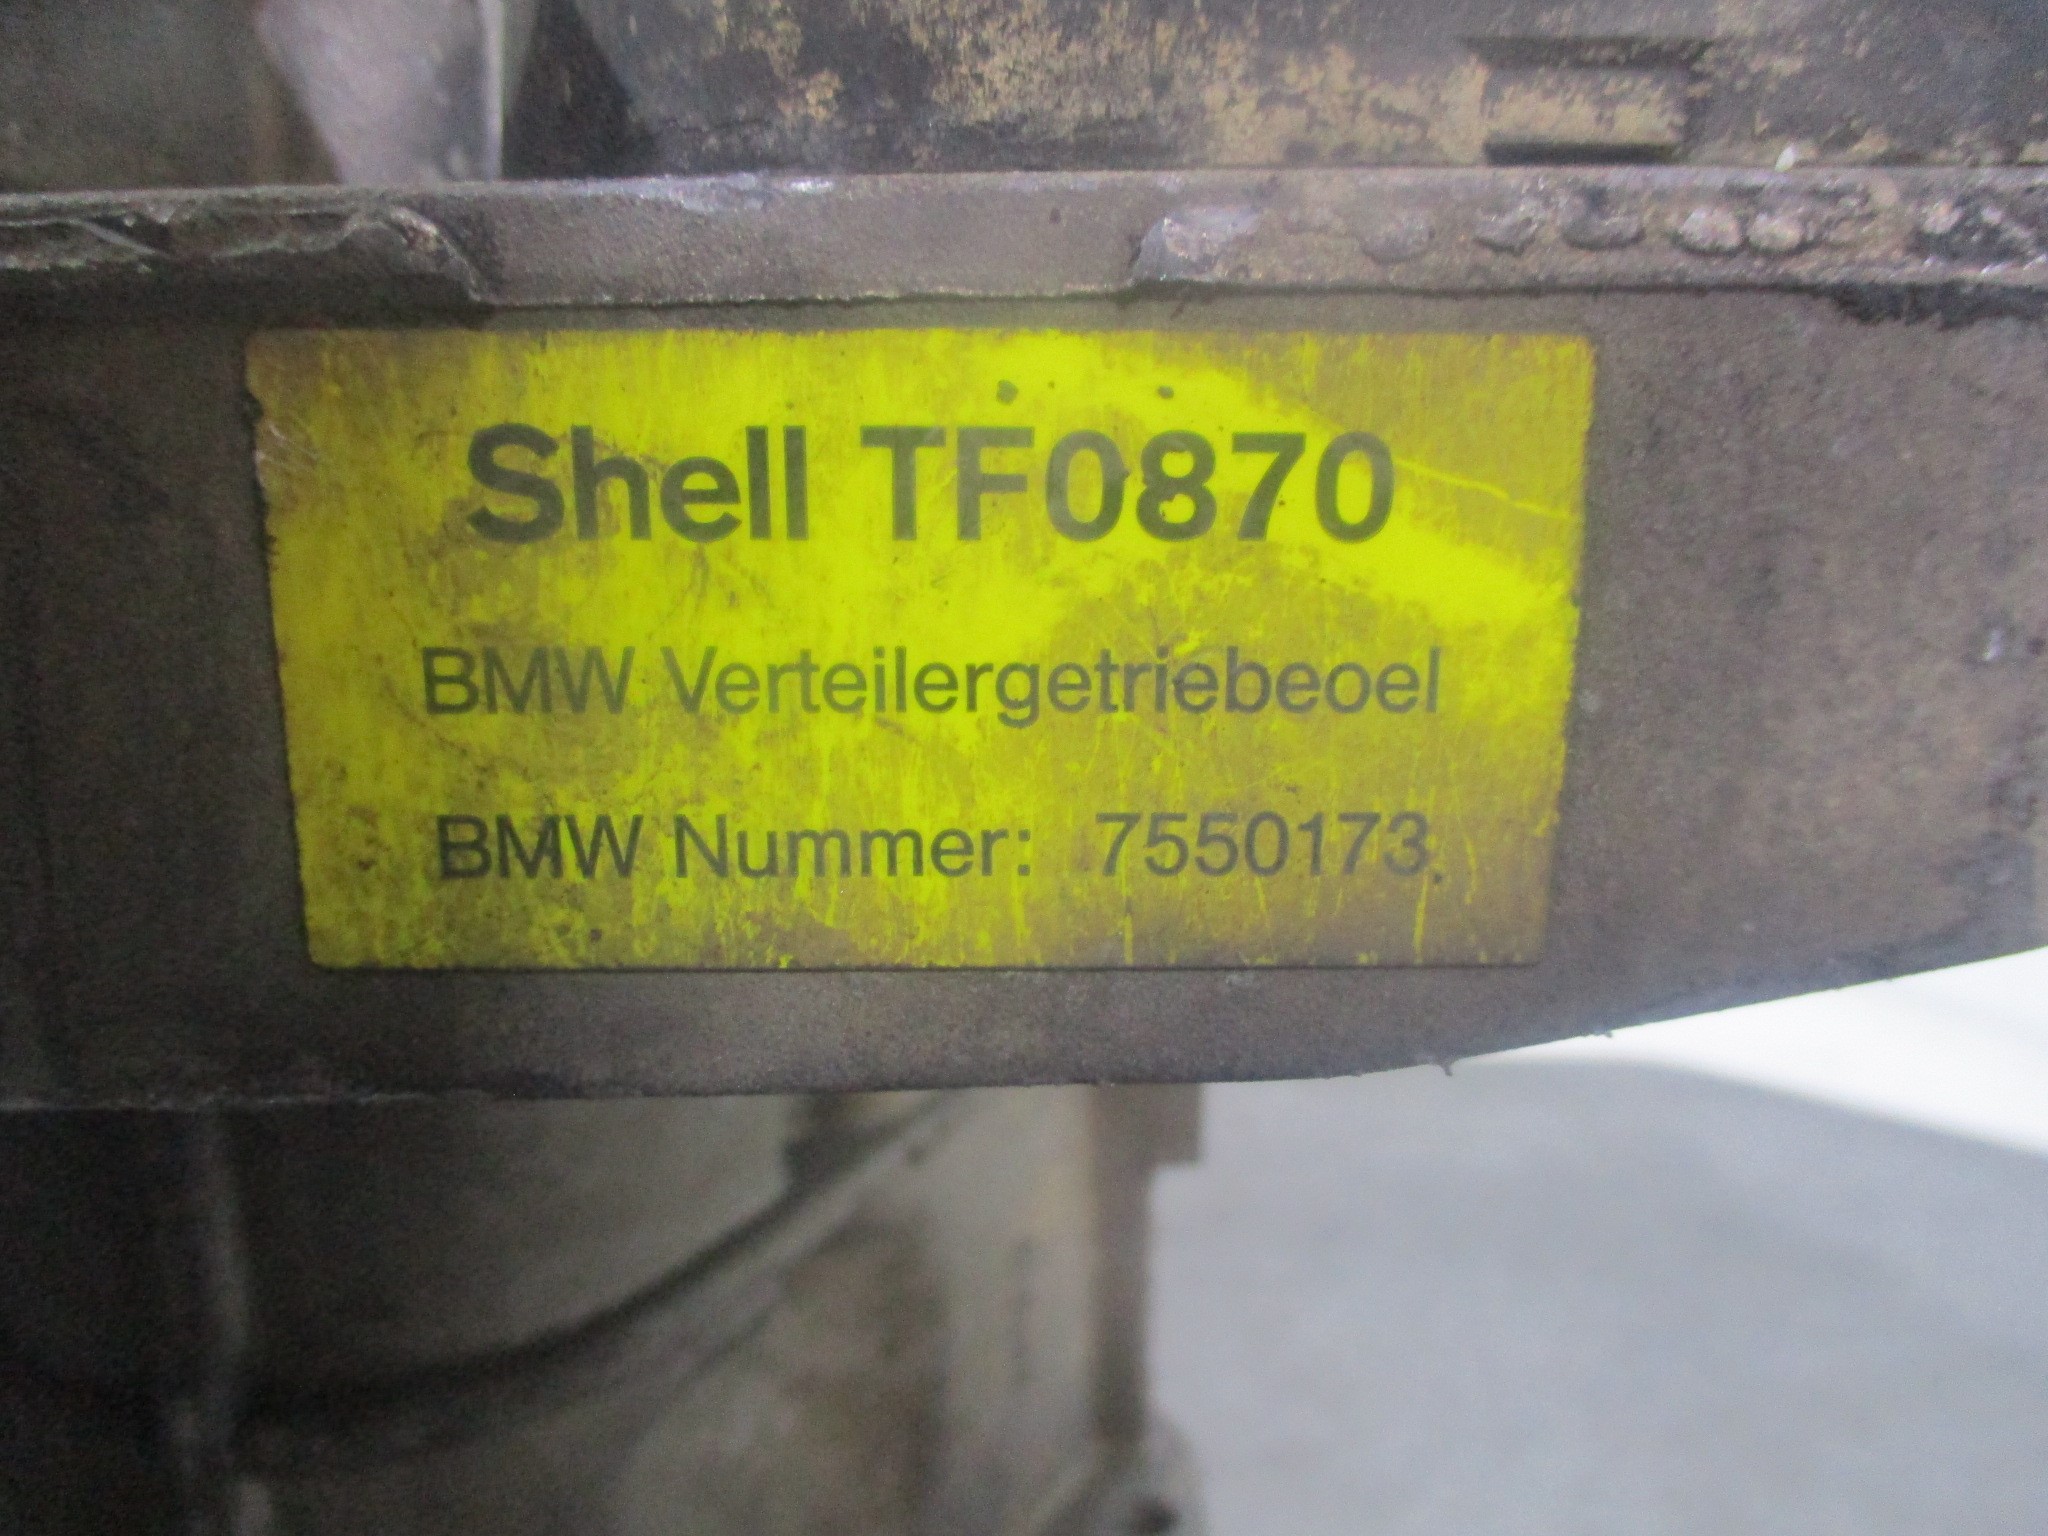 Shell TF0870
BMW Verteilergetriebeoel
BMW Nummer: 7550173